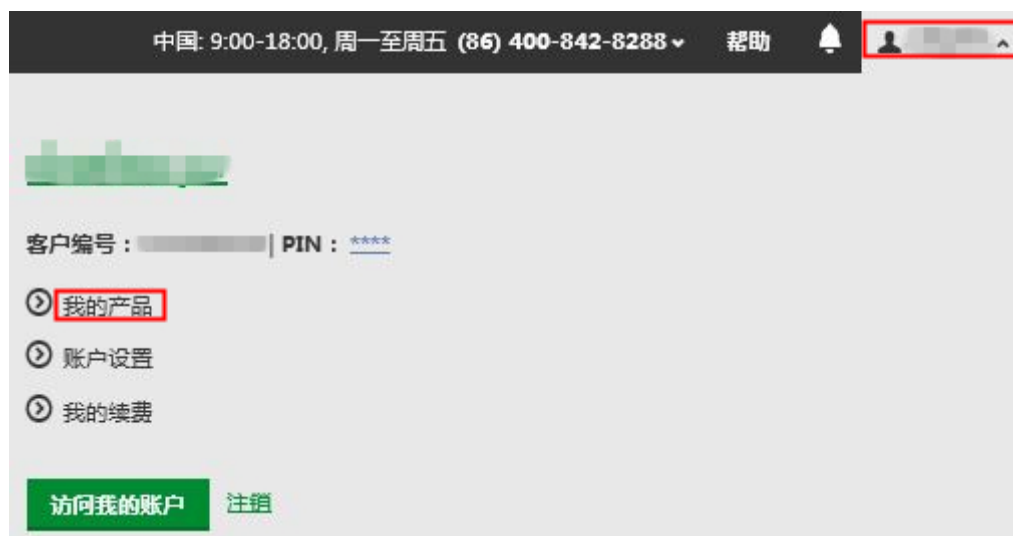 中国: 9:00-18:00, 周一至周五 (86) 400-842-8288 帮助
客户编号： | PIN： ****
我的产品
账户设置
我的续费
访问我的账户 注销